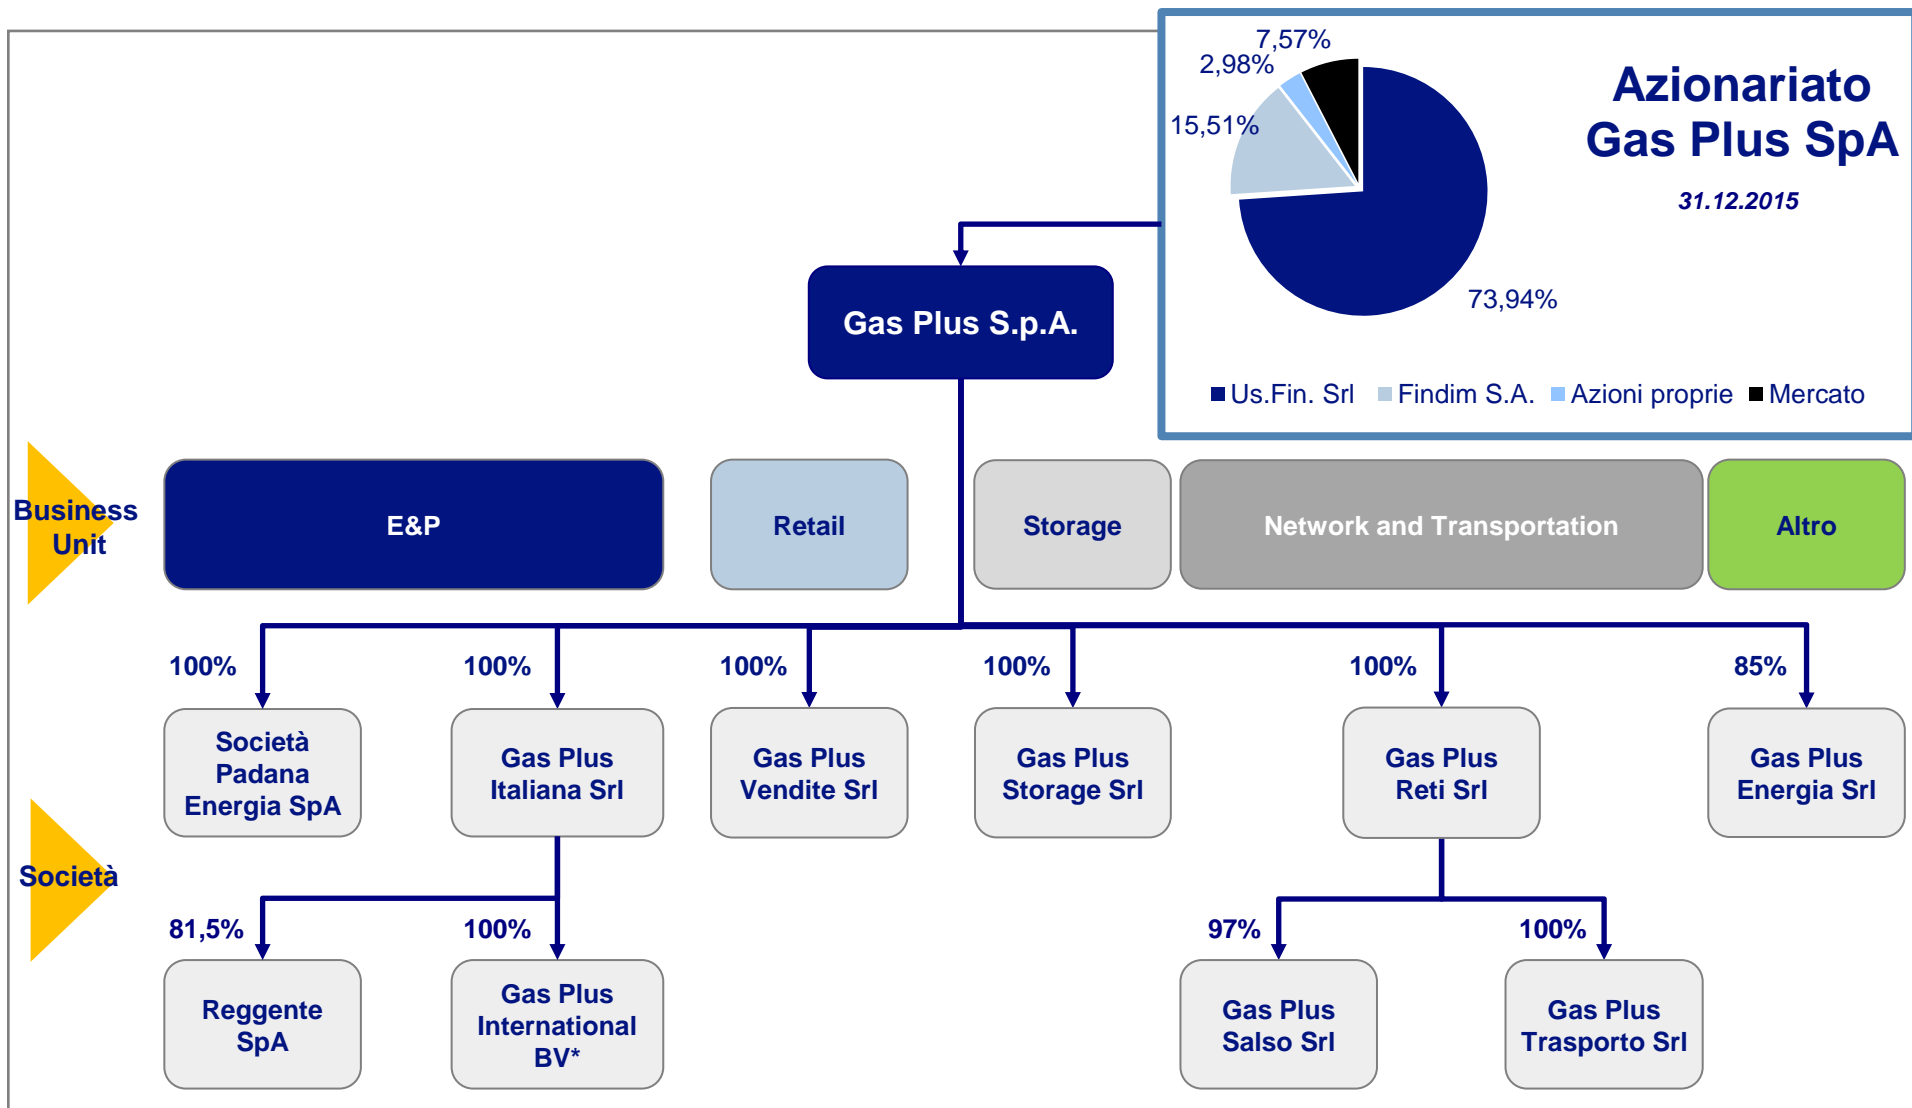 7,57%
2,98%
15,51%
73,94%
Azionariato
Gas Plus SpA
31.12.2015
Us.Fin. Srl
Findim S.A.
Azioni proprie
Mercato
Gas Plus S.p.A.
Business
Unit
E&P
Retail
Storage
Network and Transportation
Altro
100%
100%
100%
100%
100%
85%
Società
Padana
Energia SpA
Gas Plus
Italiana Srl
Gas Plus
Vendite Srl
Gas Plus
Storage Srl
Gas Plus
Reti Srl
Gas Plus
Energia Srl
Società
81,5%
100%
97%
100%
Reggente
SpA
Gas Plus
International
BV*
Gas Plus
Salso Srl
Gas Plus
Trasporto Srl